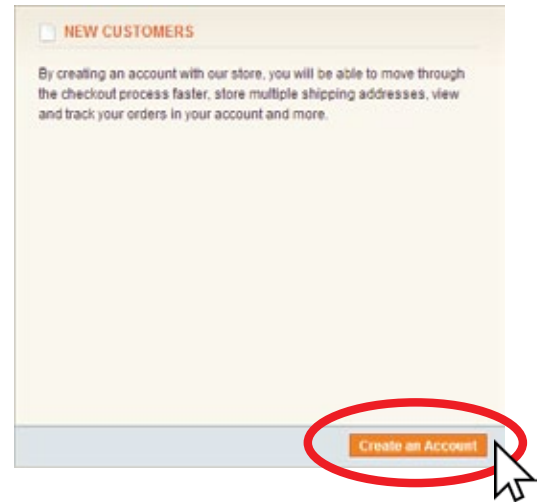 NEW CUSTOMERS
By creating an account with our store, you will be able to move through
the checkout process faster, store multiple shipping addresses, view
and track your orders in your account and more.
Create an Account